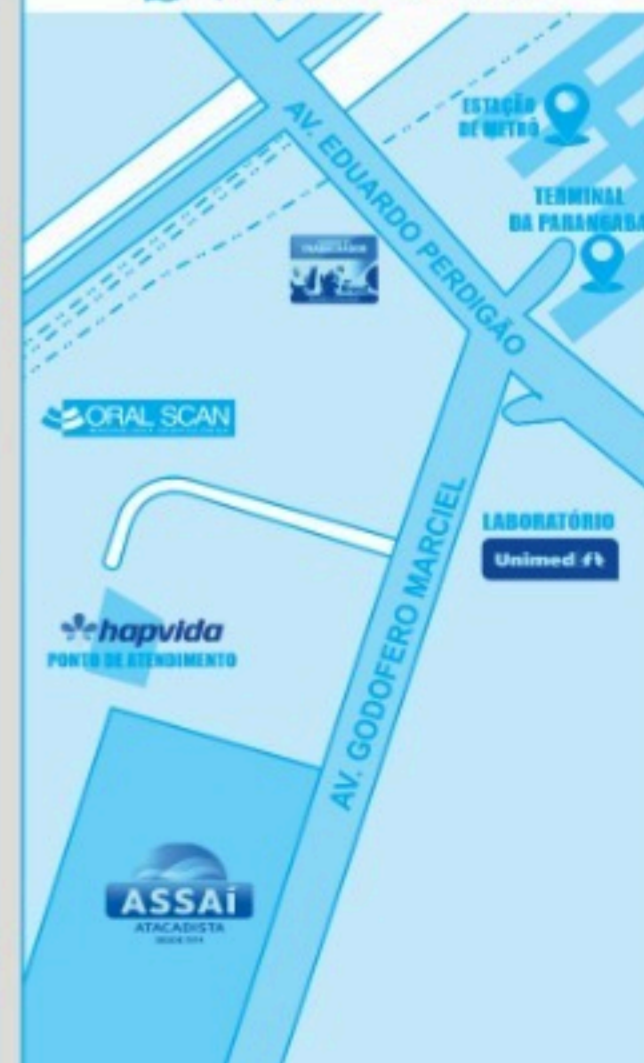 ESTAÇÃO
DE METRÔ
AV. EDUARDO PERDIGÃO
TERMINAL
DA PARANGABA
ORAL SCAN
AV. GODOFERO MARCIEL
LABORATÓRIO
Unimed
hapvida
PONTO DE ATENDIMENTO
ASSAÍ
ATACADISTA